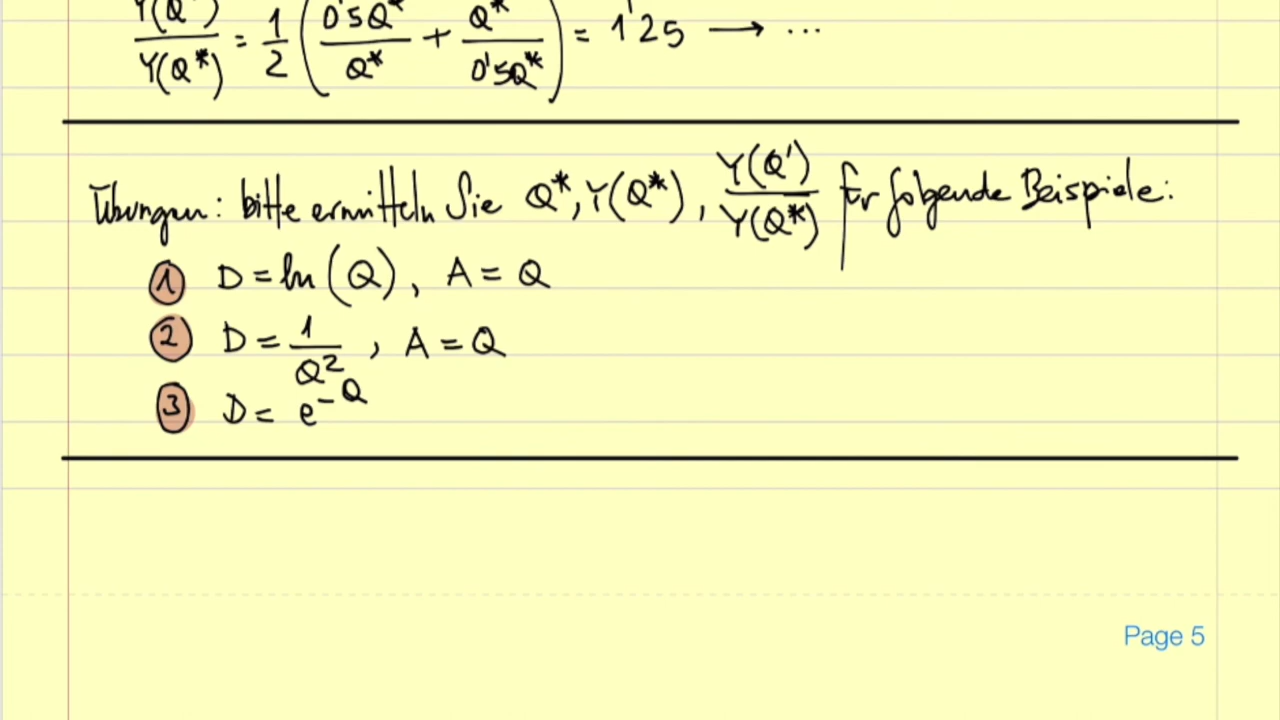 Y(Q') / Y(Q*) = 1/2 (0'5Q* / Q* + Q* / 0'5Q*) = 1'25 → ...
Übungen: bitte ermitteln Sie Q*, Y(Q*), Y(Q') / Y(Q*) für folgende Beispiele:
① D = ln(Q), A = Q
② D = 1 / Q², A = Q
③ D = e^-Q
Page 5